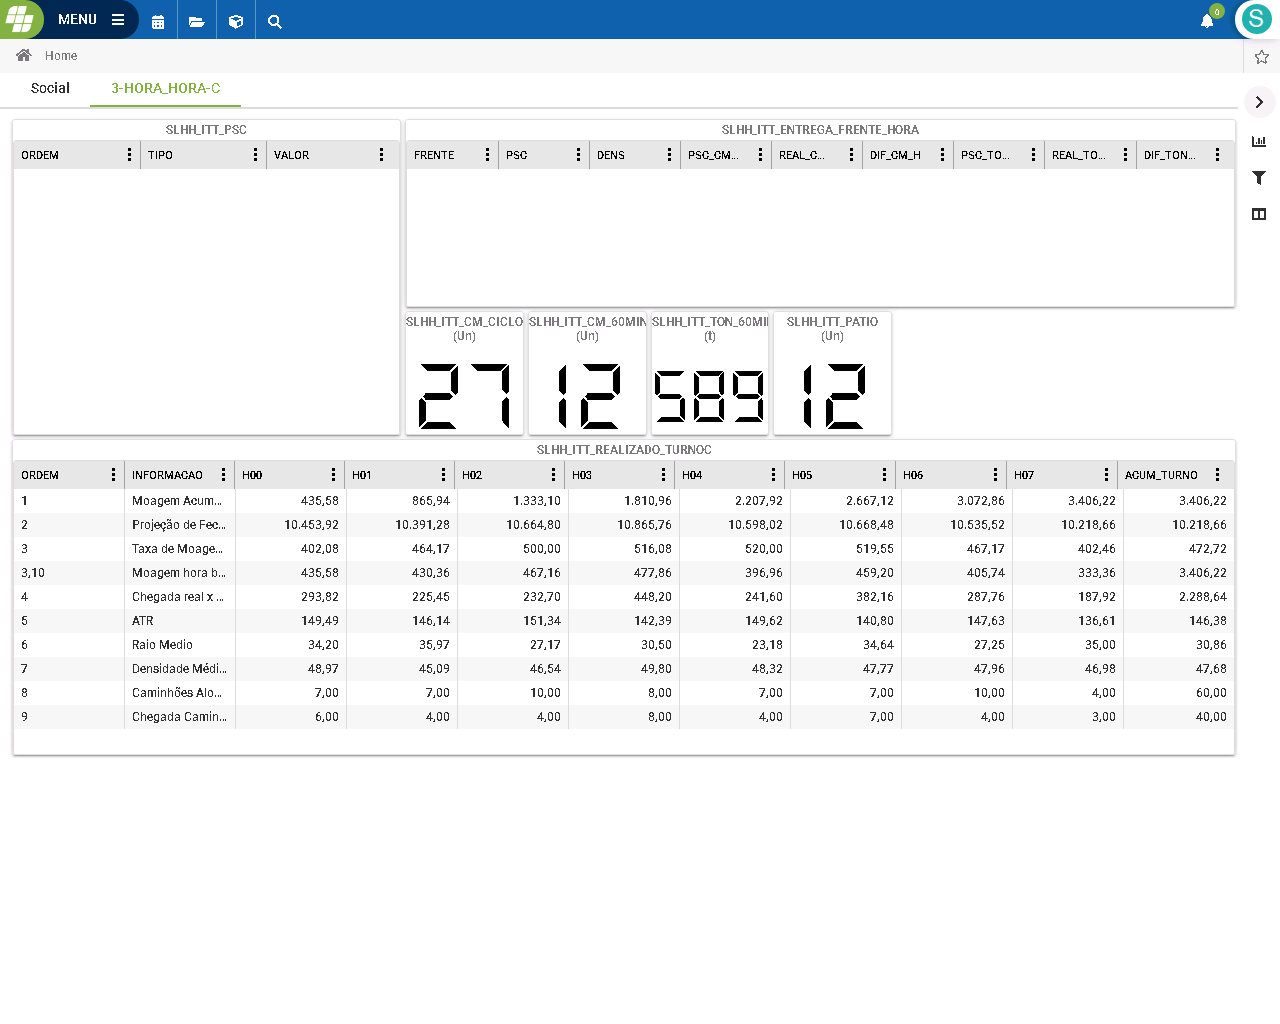 MENU
0
S
Home
Social 3-HORA_HORA-C
SLHH_ITT_PSC
ORDEM TIPO VALOR
SLHH_ITT_ENTREGA_FRENTE_HORA
FRENTE PSC DENS PSC_CM... REAL_C... DIF_CM_H PSC_TO... REAL_TO... DIF_TON...
SLHH_ITT_CM_CICLO
(Un)
27
SLHH_ITT_CM_60MIN
(Un)
12
SLHH_ITT_TON_60MI
(t)
589
SLHH_ITT_PATIO
(Un)
12
SLHH_ITT_REALIZADO_TURNOC
ORDEM INFORMACAO H00 H01 H02 H03 H04 H05 H06 H07 ACUM_TURNO
1 Moagem Acum... 435,58 865,94 1.333,10 1.810,96 2.207,92 2.667,12 3.072,86 3.406,22 3.406,22
2 Projeção de Fec... 10.453,92 10.391,28 10.664,80 10.865,76 10.598,02 10.668,48 10.535,52 10.218,66 10.218,66
3 Taxa de Moage... 402,08 464,17 500,00 516,08 520,00 519,55 467,17 402,46 472,72
3,10 Moagem hora b... 435,58 430,36 467,16 477,86 396,96 459,20 405,74 333,36 3.406,22
4 Chegada real x ... 293,82 225,45 232,70 448,20 241,60 382,16 287,76 187,92 2.288,64
5 ATR 149,49 146,14 151,34 142,39 149,62 140,80 147,63 136,61 146,38
6 Raio Medio 34,20 35,97 27,17 30,50 23,18 34,64 27,25 35,00 30,86
7 Densidade Médi... 48,97 45,09 46,54 49,80 48,32 47,77 47,96 46,98 47,68
8 Caminhões Alo... 7,00 7,00 10,00 8,00 7,00 7,00 10,00 4,00 60,00
9 Chegada Camin... 6,00 4,00 4,00 8,00 4,00 7,00 4,00 3,00 40,00